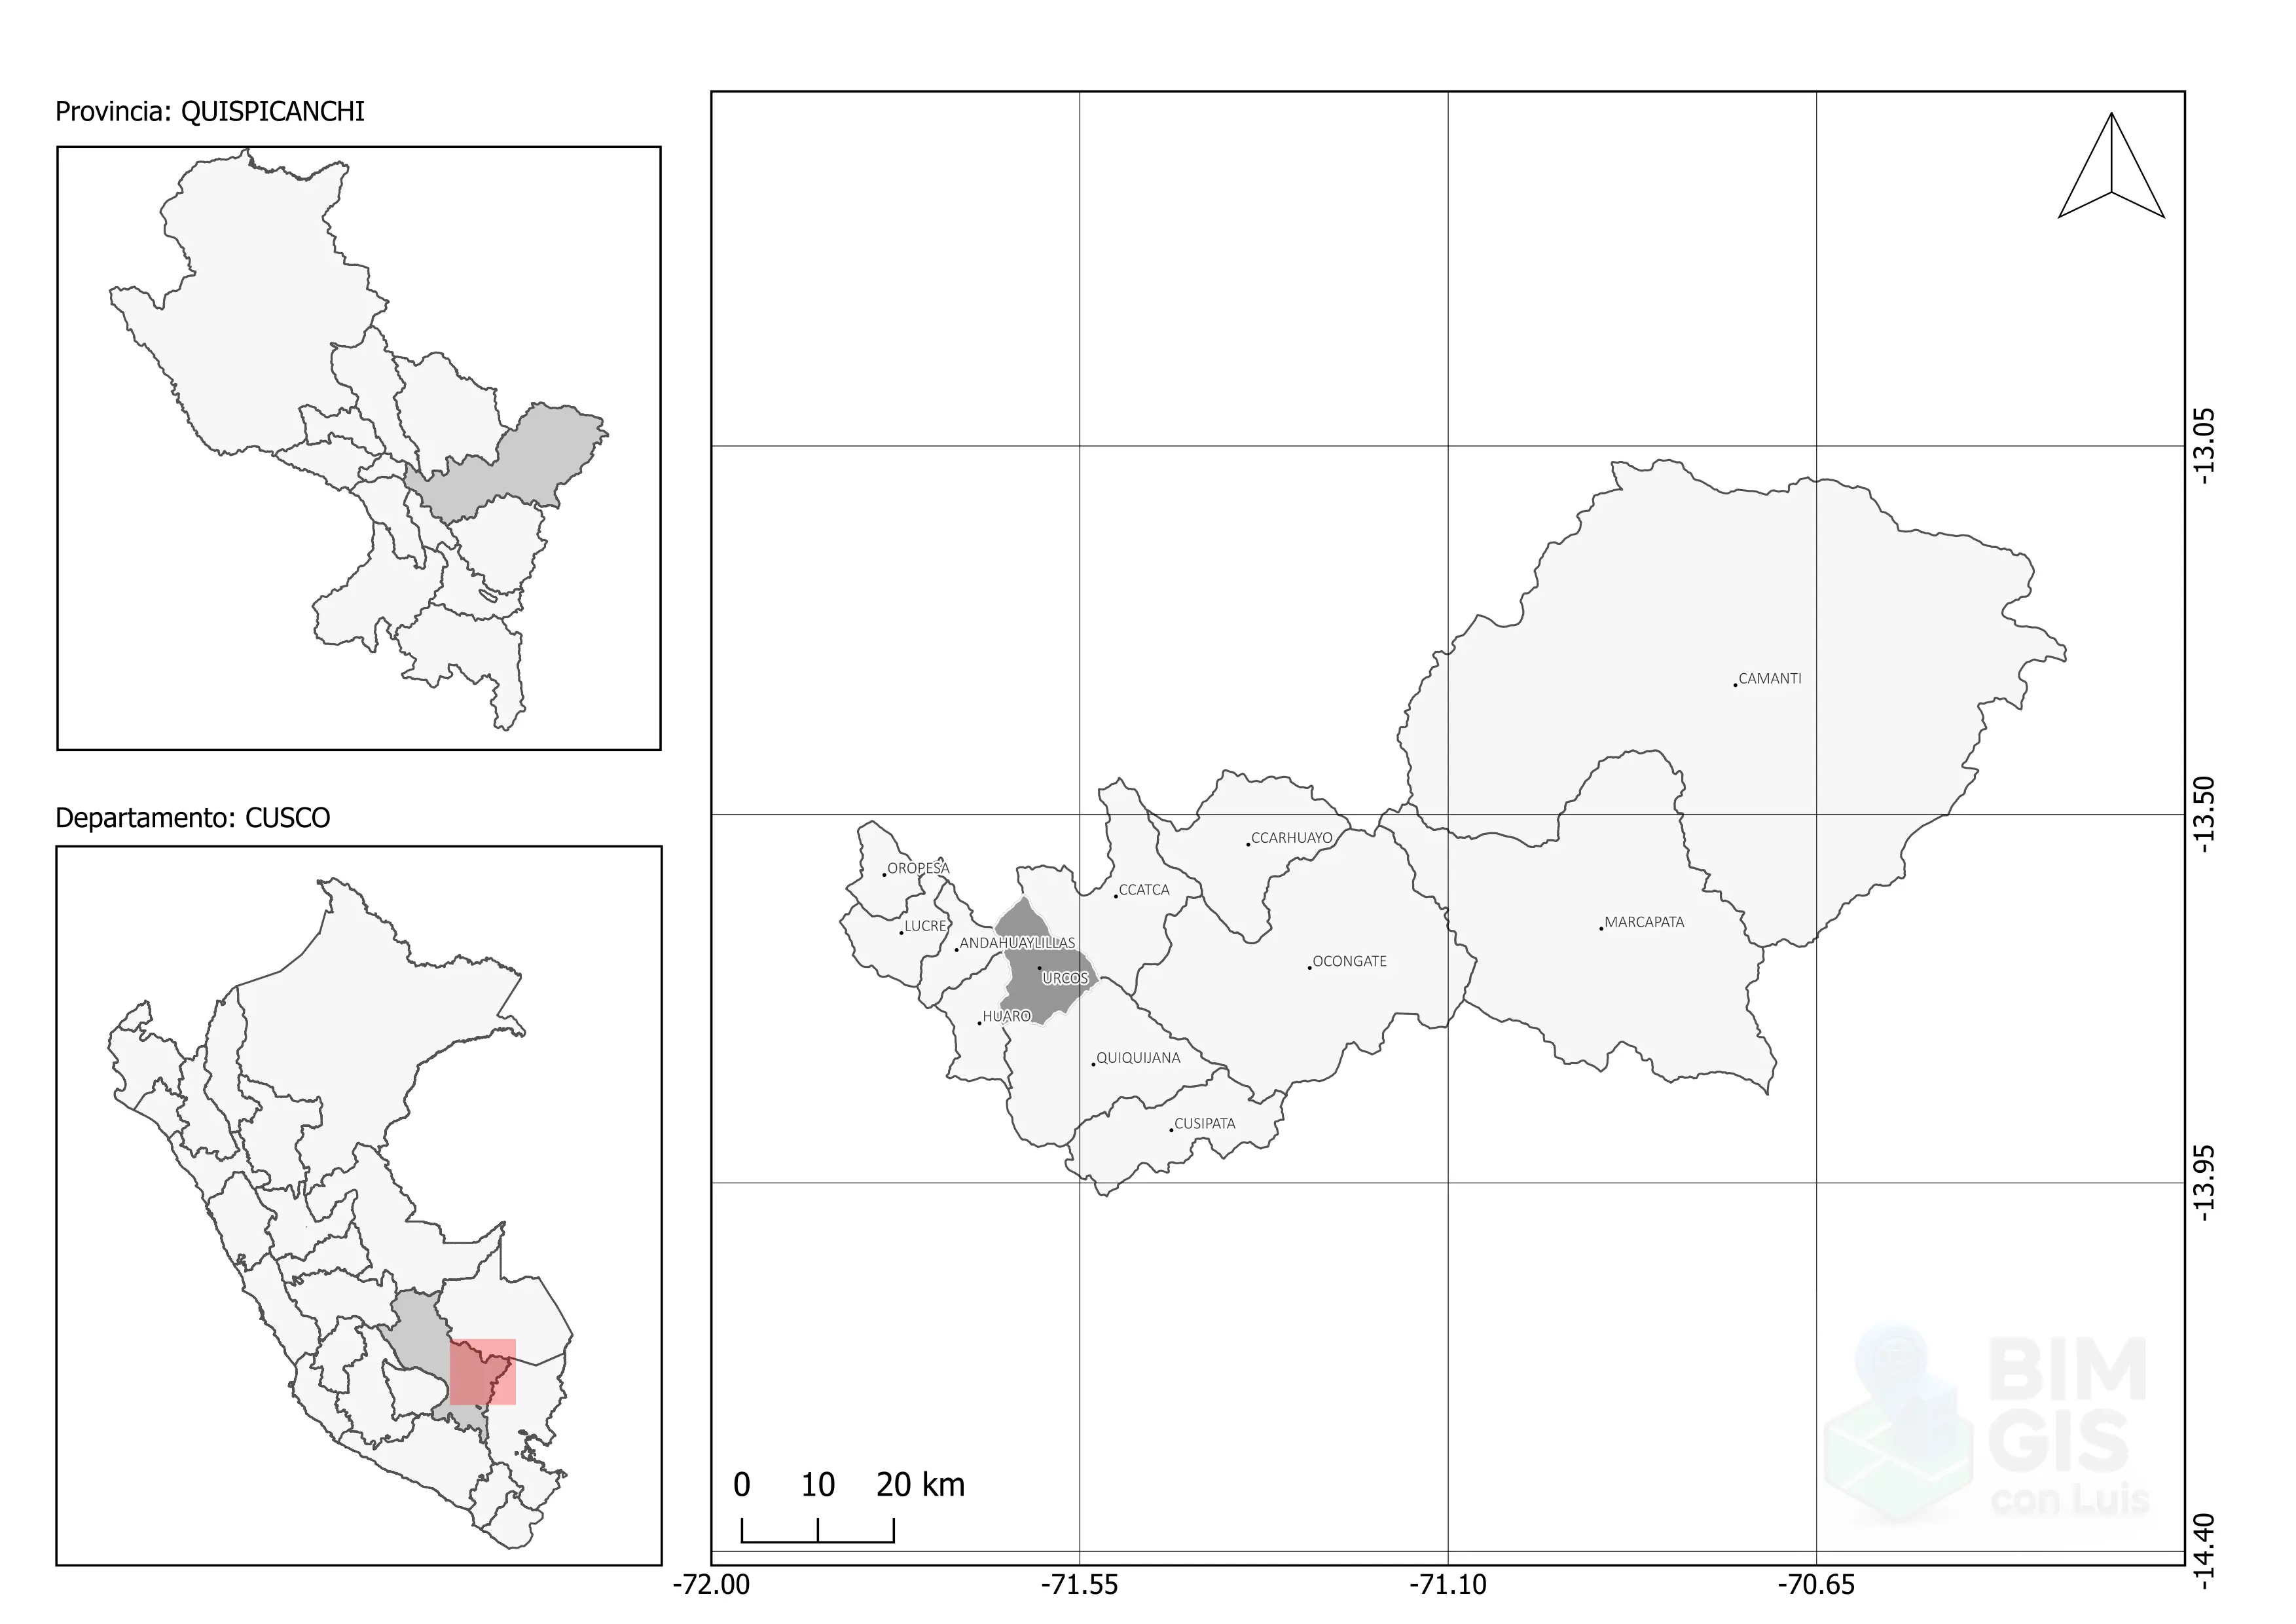 Provincia: QUISPICANCHI
Departamento: CUSCO
CAMANTI
CCARHUAYO
OROPESA
CCATCA
LUCRE
MARCAPATA
ANDAHUAYLILLAS
OCONGATE
URCOS
HUARO
QUIQUIJANA
CUSIPATA
-13.05
-13.50
-13.95
-14.40
0 10 20 km
-72.00 -71.55 -71.10 -70.65
BIM
GIS
con Luis